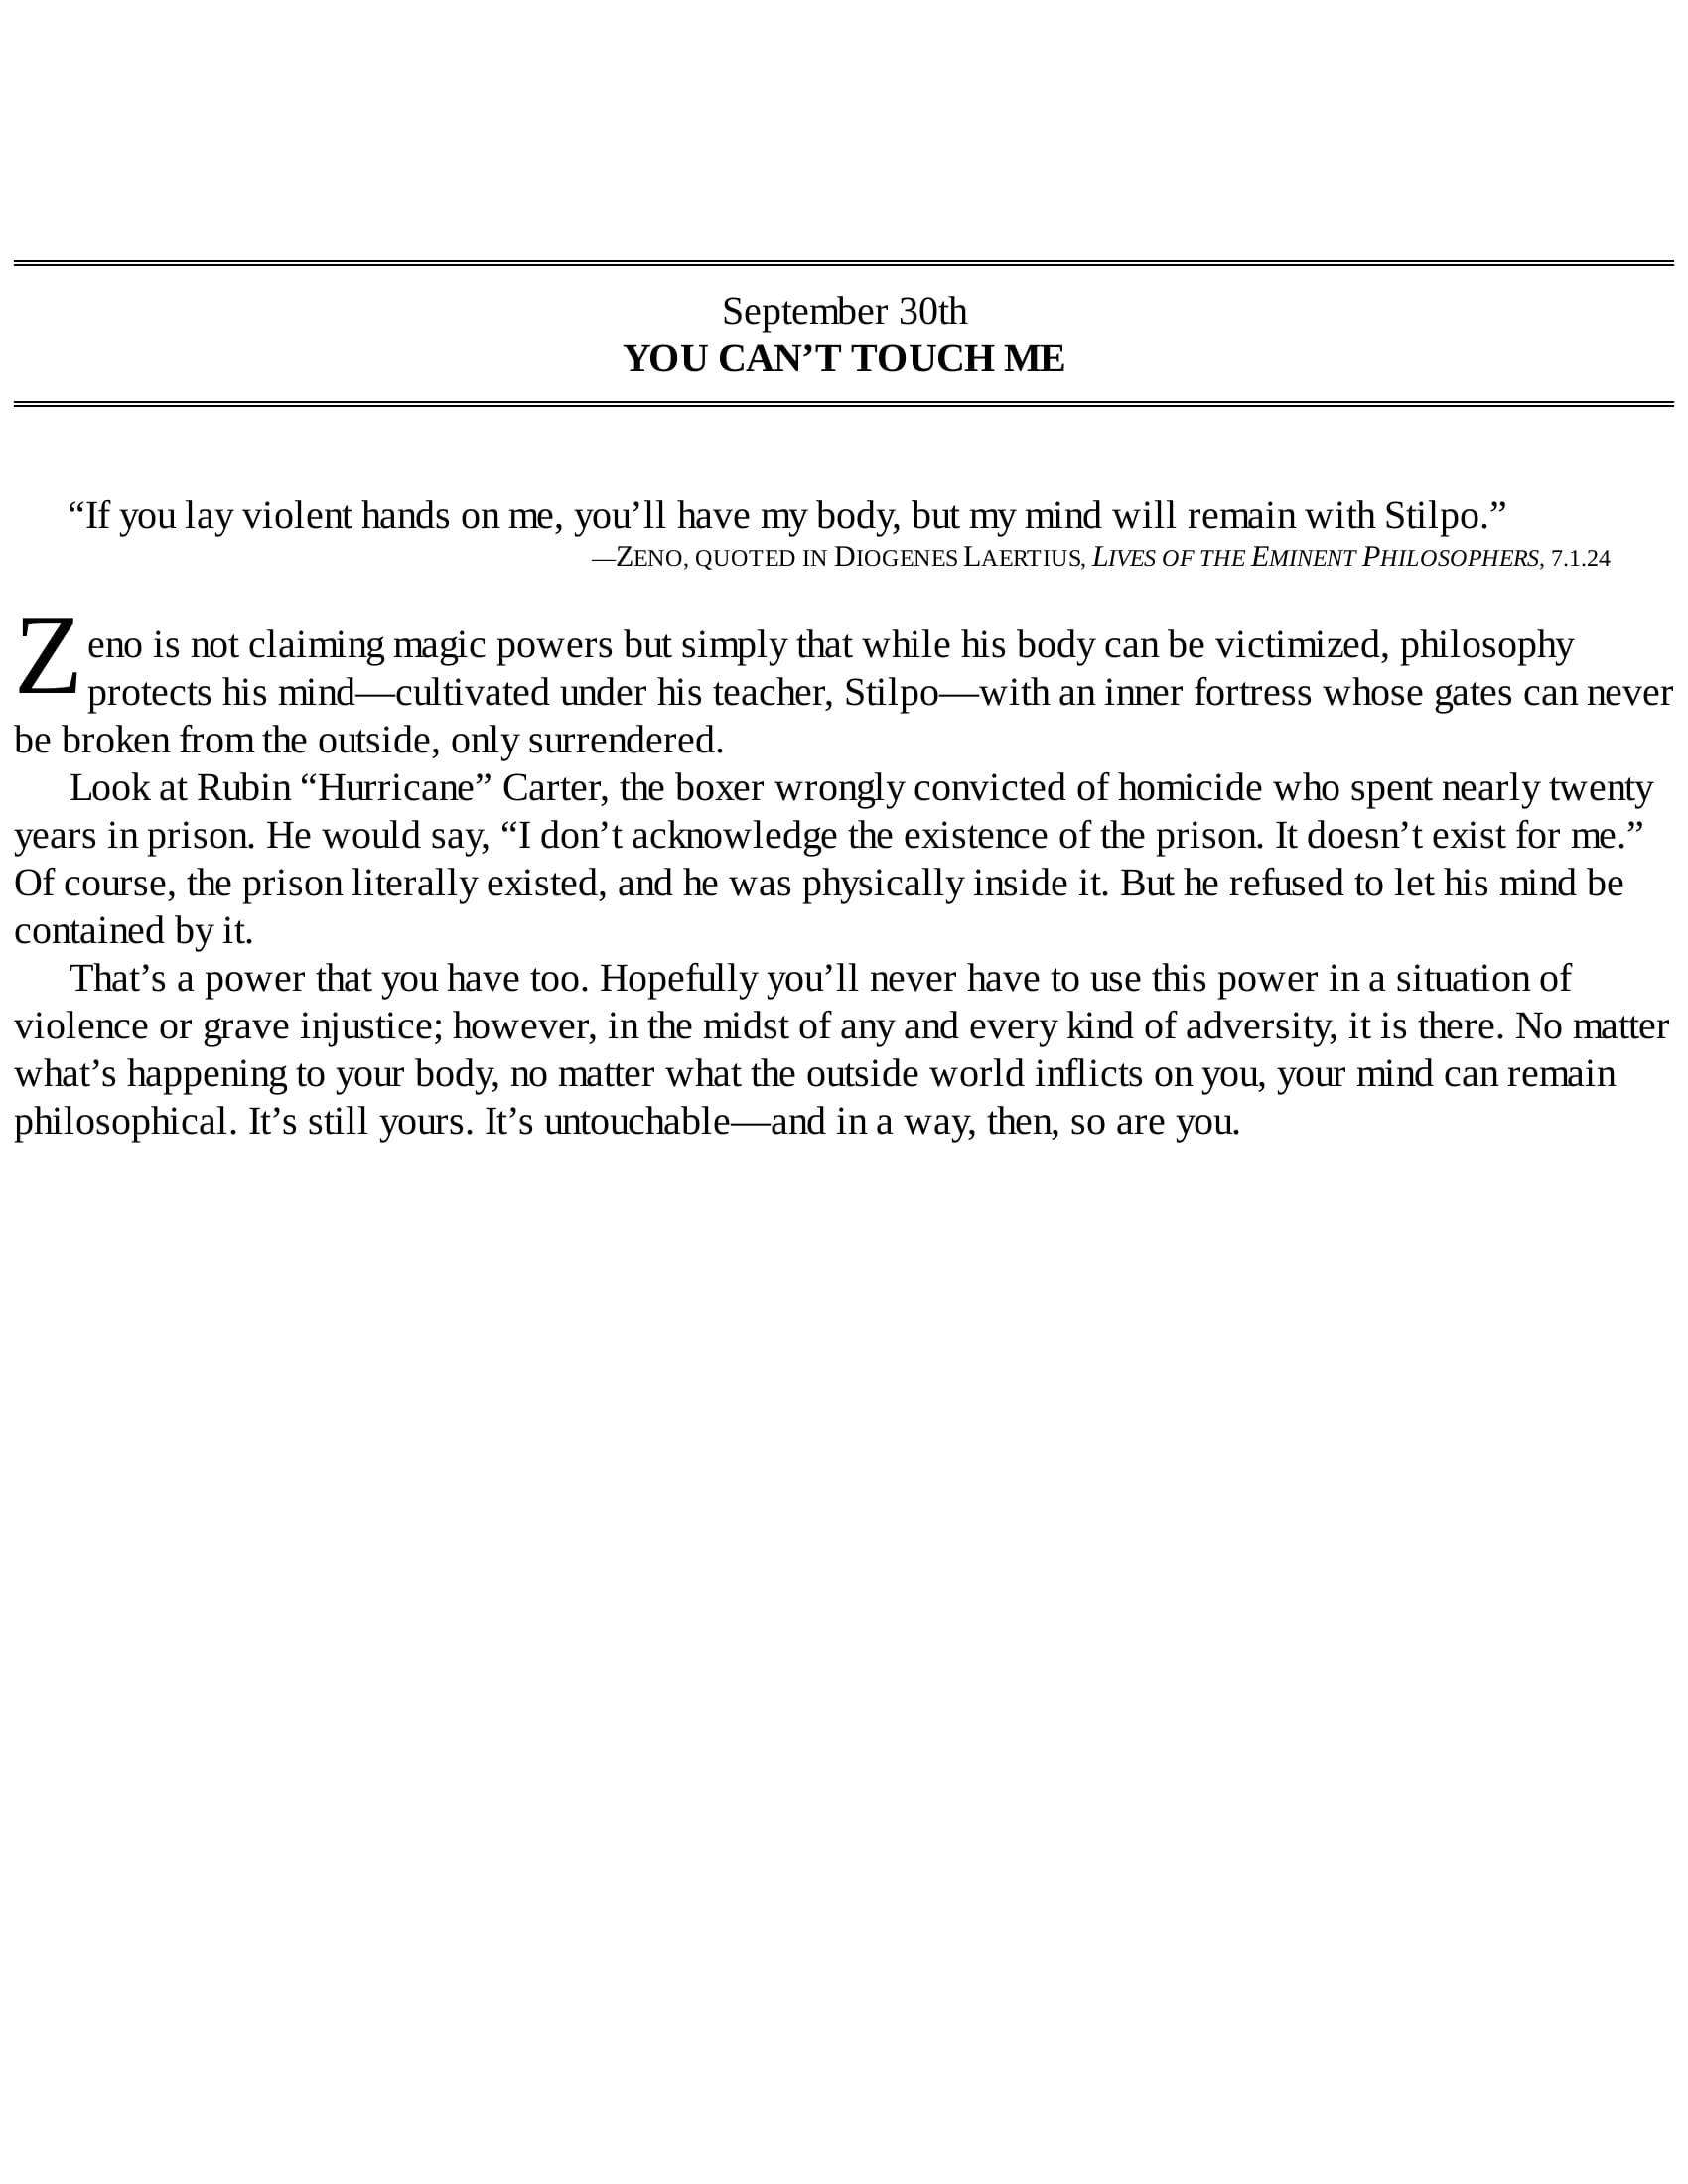 September 30th
YOU CAN’T TOUCH ME
“If you lay violent hands on me, you’ll have my body, but my mind will remain with Stilpo.”
—ZENO, QUOTED IN DIOGENES LAERTIUS, LIVES OF THE EMINENT PHILOSOPHERS, 7.1.24
Zeno is not claiming magic powers but simply that while his body can be victimized, philosophy
protects his mind—cultivated under his teacher, Stilpo—with an inner fortress whose gates can never
be broken from the outside, only surrendered.
Look at Rubin “Hurricane” Carter, the boxer wrongly convicted of homicide who spent nearly twenty
years in prison. He would say, “I don’t acknowledge the existence of the prison. It doesn’t exist for me.”
Of course, the prison literally existed, and he was physically inside it. But he refused to let his mind be
contained by it.
That’s a power that you have too. Hopefully you’ll never have to use this power in a situation of
violence or grave injustice; however, in the midst of any and every kind of adversity, it is there. No matter
what’s happening to your body, no matter what the outside world inflicts on you, your mind can remain
philosophical. It’s still yours. It’s untouchable—and in a way, then, so are you.